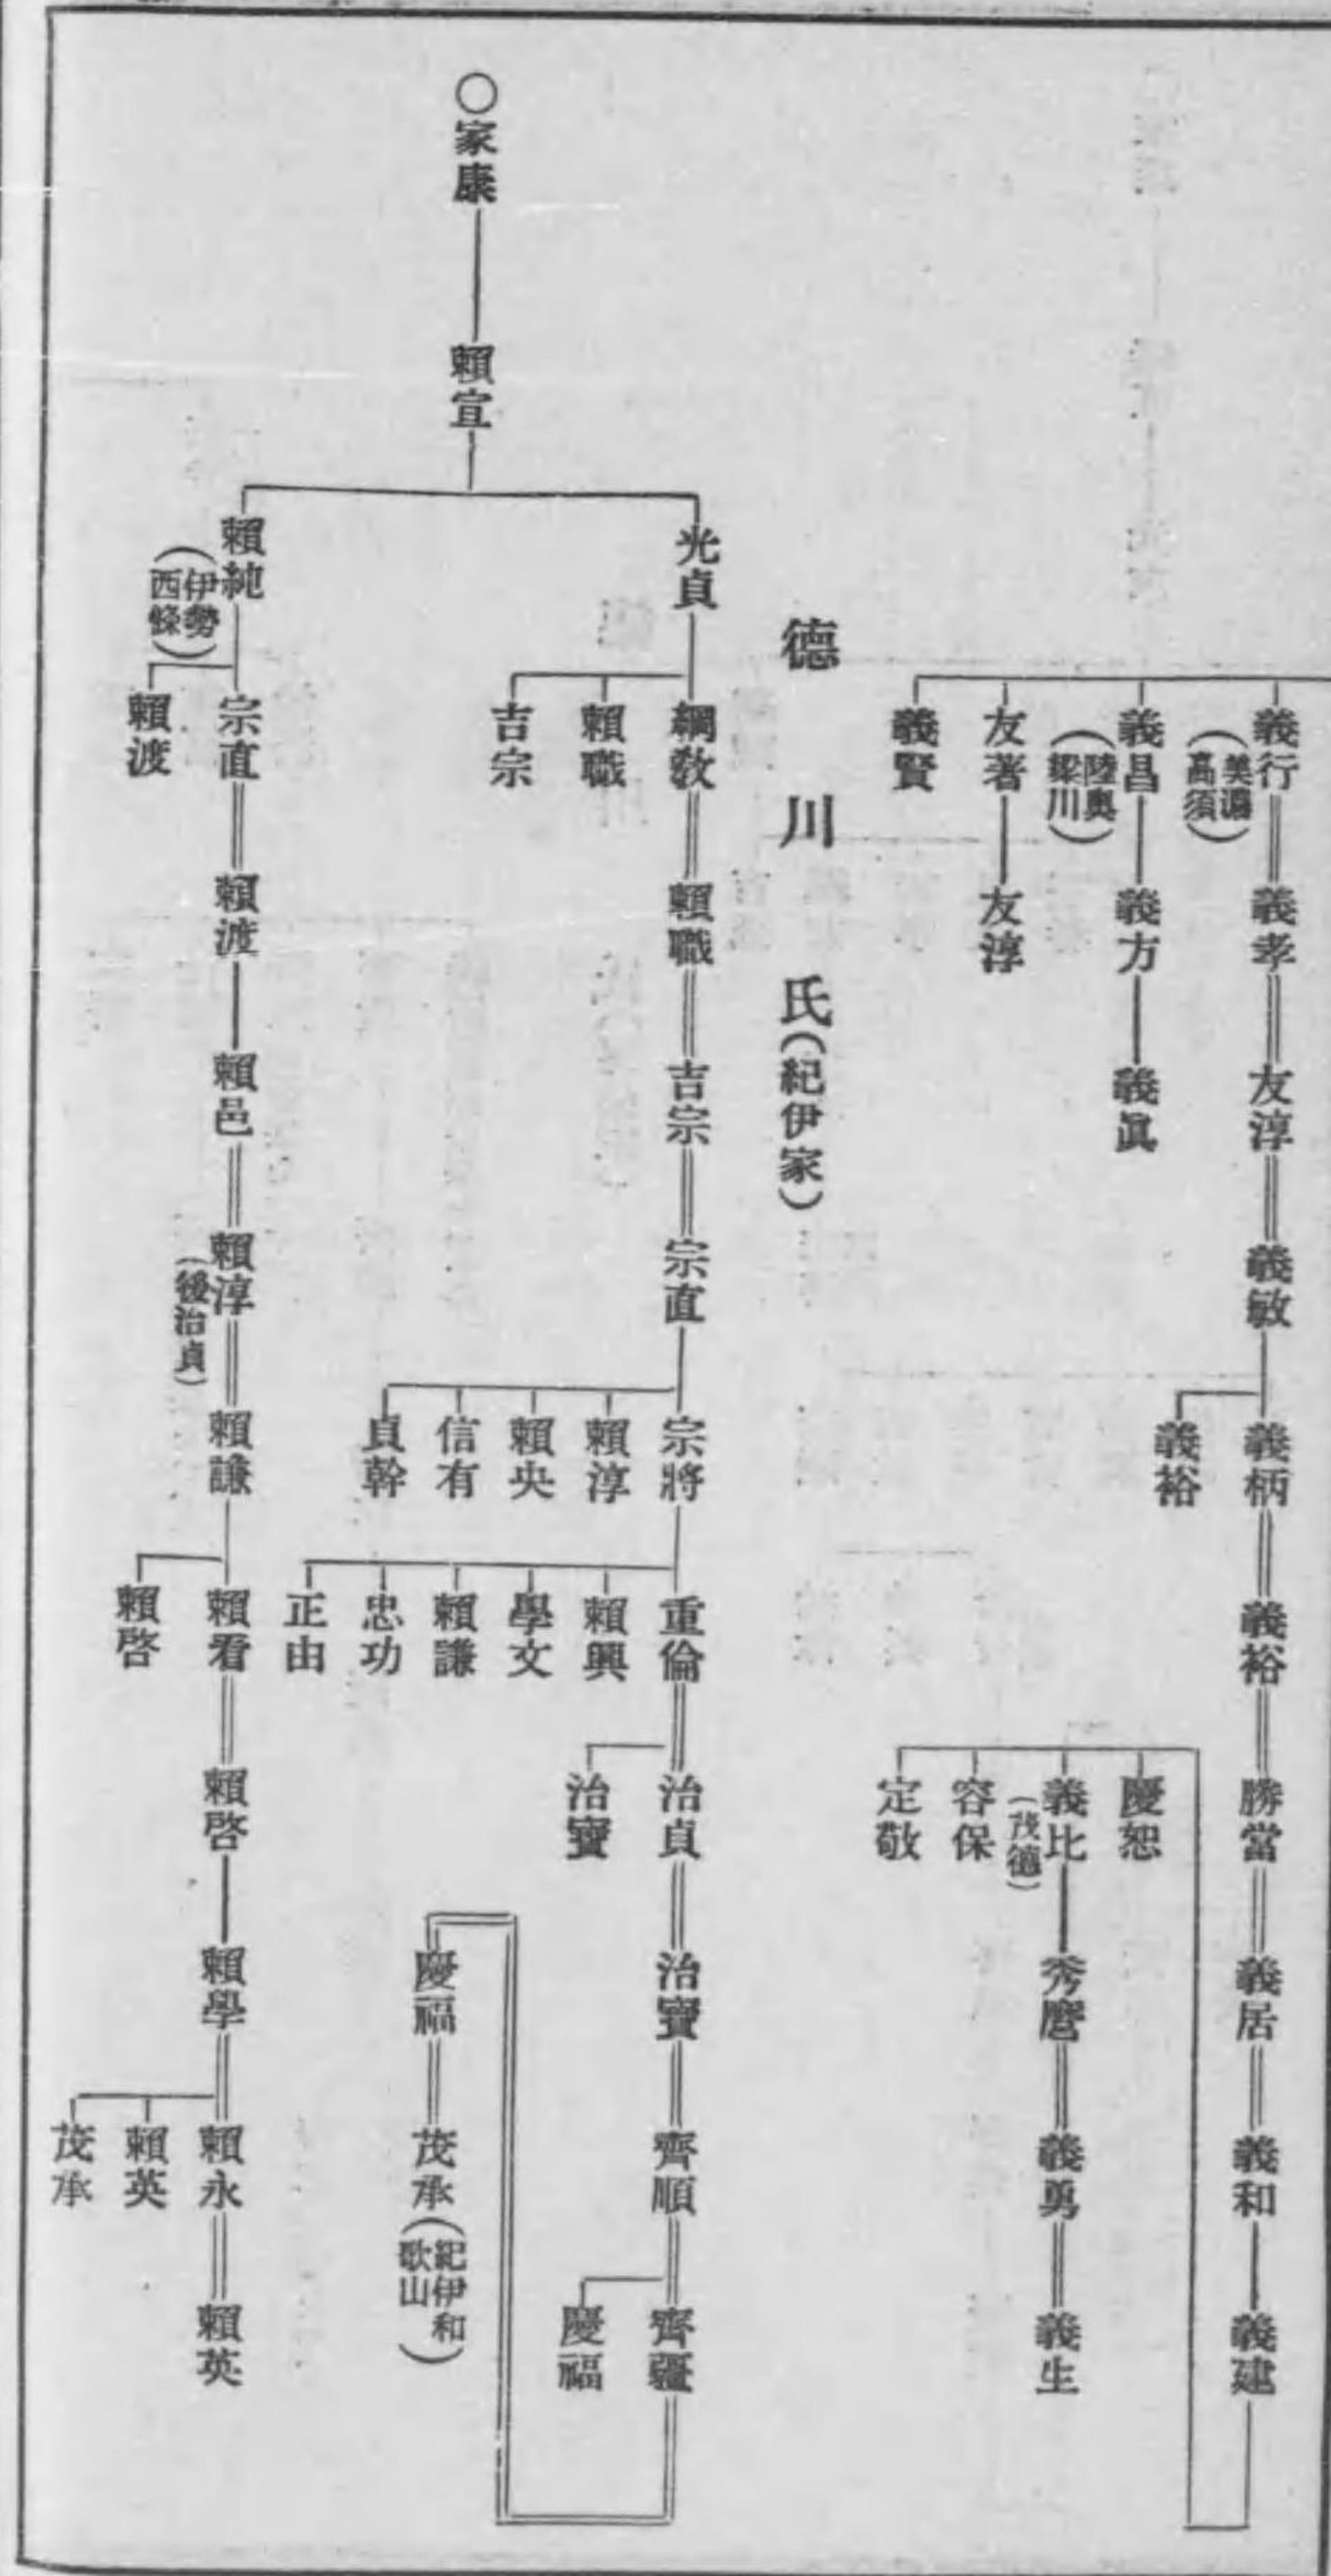 義行(美濃高須)
義孝
友淳
義敏
義柄
義裕
義裕
勝當
義居
義和
義建
義昌(陸奥梁川)
義方
義眞
慶恕
義比(茂德)
秀麿
義勇
義生
容保
定敬
友著
友淳
義賢
德川氏(紀伊家)
○家康
賴宣
光貞
綱敎
賴職
吉宗
宗直
宗將
重倫
治貞
治寶
齊順
齊疆
慶福
賴職
吉宗
賴淳
賴央
信有
貞幹
賴興
學文
賴謙
忠功
正由
治寶
慶福
茂承(紀伊和歌山)
賴純(伊勢西條)
宗直
賴渡
賴邑
賴淳(後治貞)
賴謙
賴看
賴啓
賴學
賴永
賴英
賴渡
賴啓
賴英
茂承